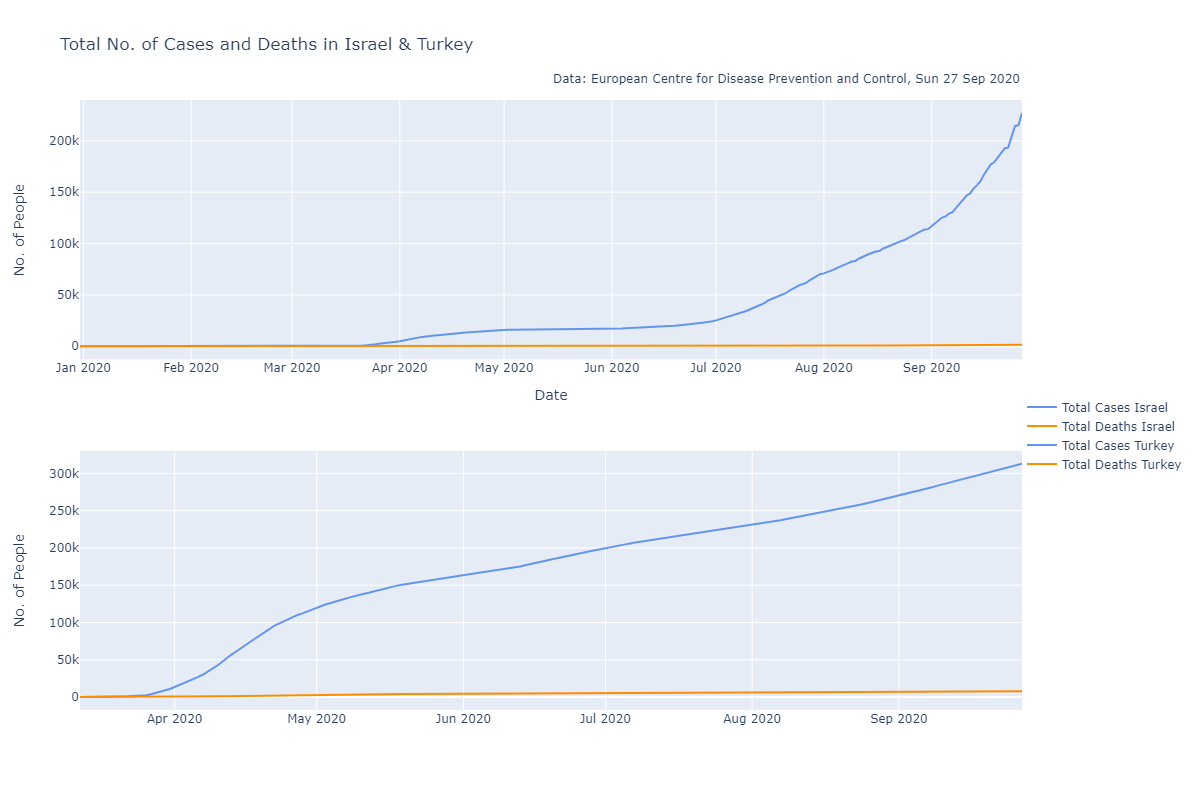 Total No. of Cases and Deaths in Israel & Turkey
Data: European Centre for Disease Prevention and Control, Sun 27 Sep 2020
No. of People
200k
150k
100k
50k
0
Jan 2020 Feb 2020 Mar 2020 Apr 2020 May 2020 Jun 2020 Jul 2020 Aug 2020 Sep 2020
Date
Total Cases Israel
Total Deaths Israel
Total Cases Turkey
Total Deaths Turkey
No. of People
300k
250k
200k
150k
100k
50k
0
Apr 2020 May 2020 Jun 2020 Jul 2020 Aug 2020 Sep 2020